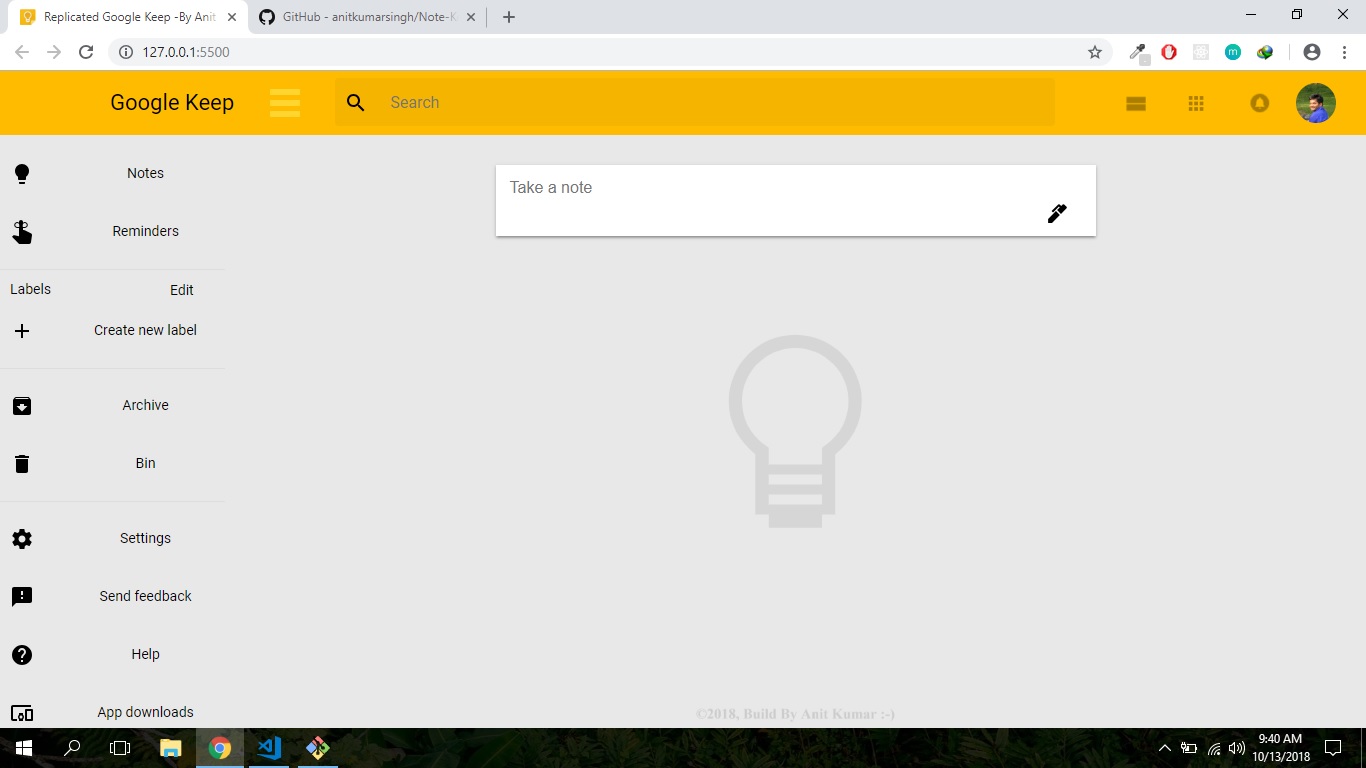 Replicated Google Keep -By Anit
GitHub - anitkumarsingh/Note-K
127.0.0.1:5500
Google Keep
Search
Notes
Take a note
Reminders
Labels
Edit
Create new label
Archive
Bin
Settings
Send feedback
Help
App downloads
©2018, Build By Anit Kumar :-)
9:40 AM
10/13/2018